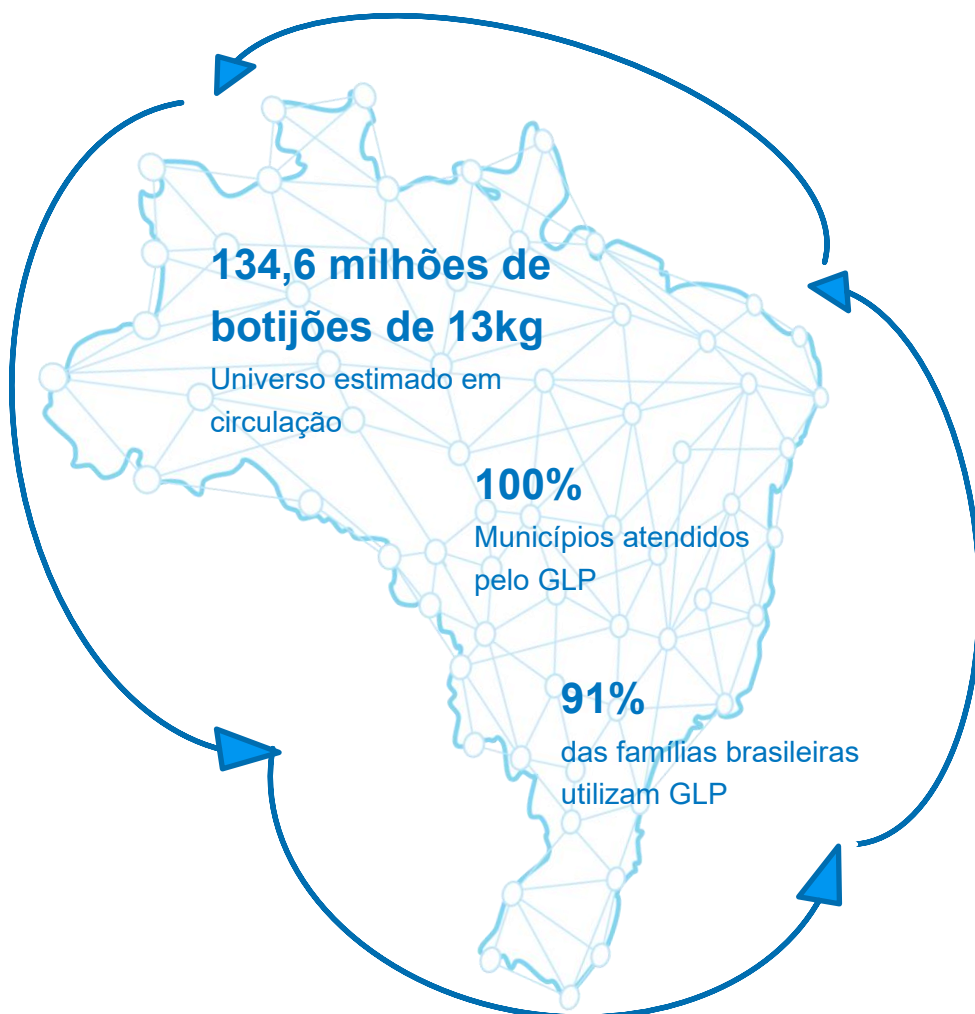 134,6 milhões de
botijões de 13kg
Universo estimado em
circulação
100%
Municípios atendidos
pelo GLP
91%
das famílias brasileiras
utilizam GLP